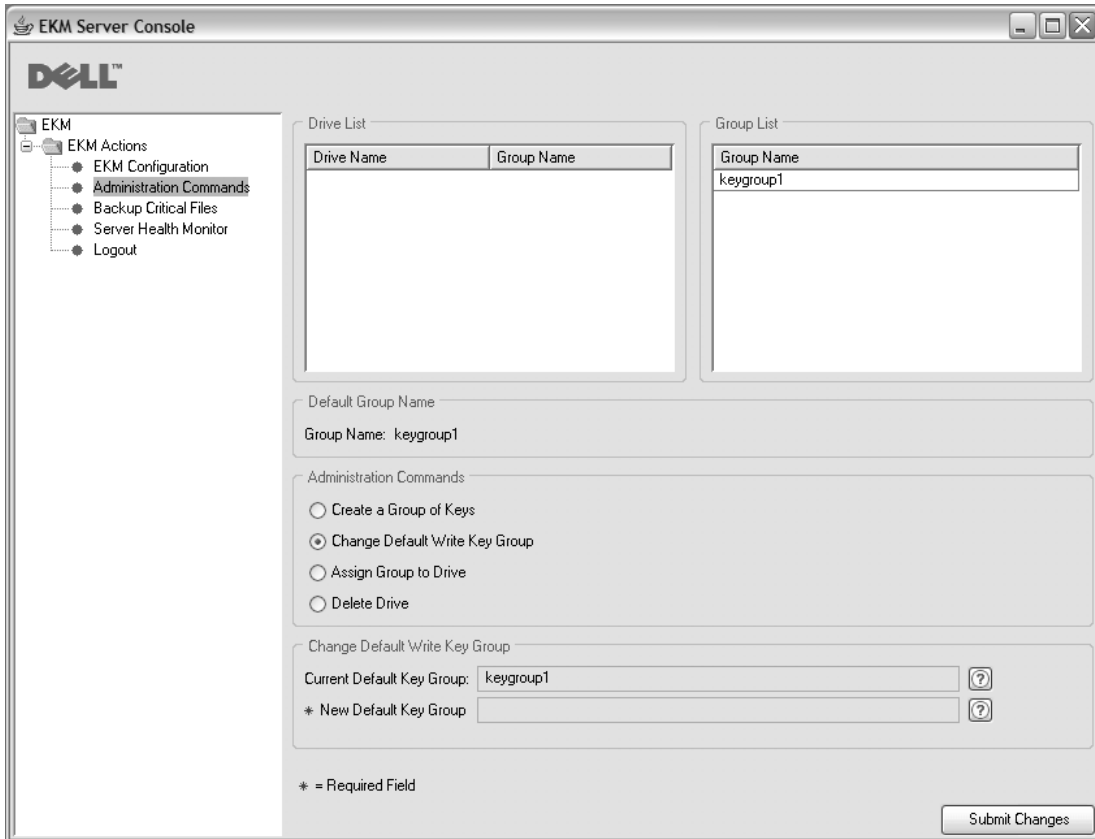 EKM Server Console
DELL™
EKM
EKM Actions
EKM Configuration
Administration Commands
Backup Critical Files
Server Health Monitor
Logout
Drive List
Drive Name Group Name
Group List
Group Name
keygroup1
Default Group Name
Group Name: keygroup1
Administration Commands
Create a Group of Keys
Change Default Write Key Group
Assign Group to Drive
Delete Drive
Change Default Write Key Group
Current Default Key Group: keygroup1 ?
* New Default Key Group ?
* = Required Field
Submit Changes